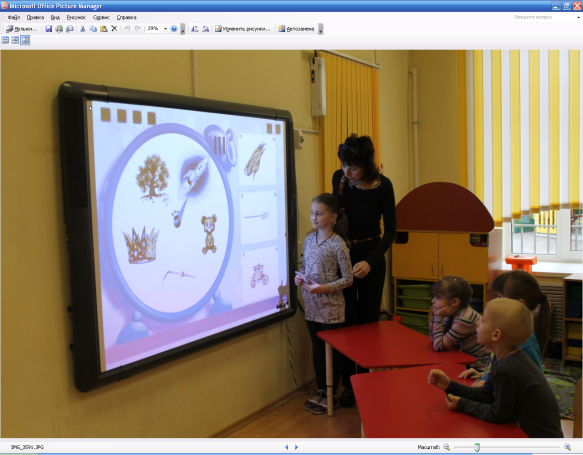 Microsoft Office Picture Manager
Файл Правка Вид Рисунок Сервис Справка
Введите вопрос
Ярлыки... 29% Изменить рисунки... Автозамена
IMG_3591.JPG
Масштаб: